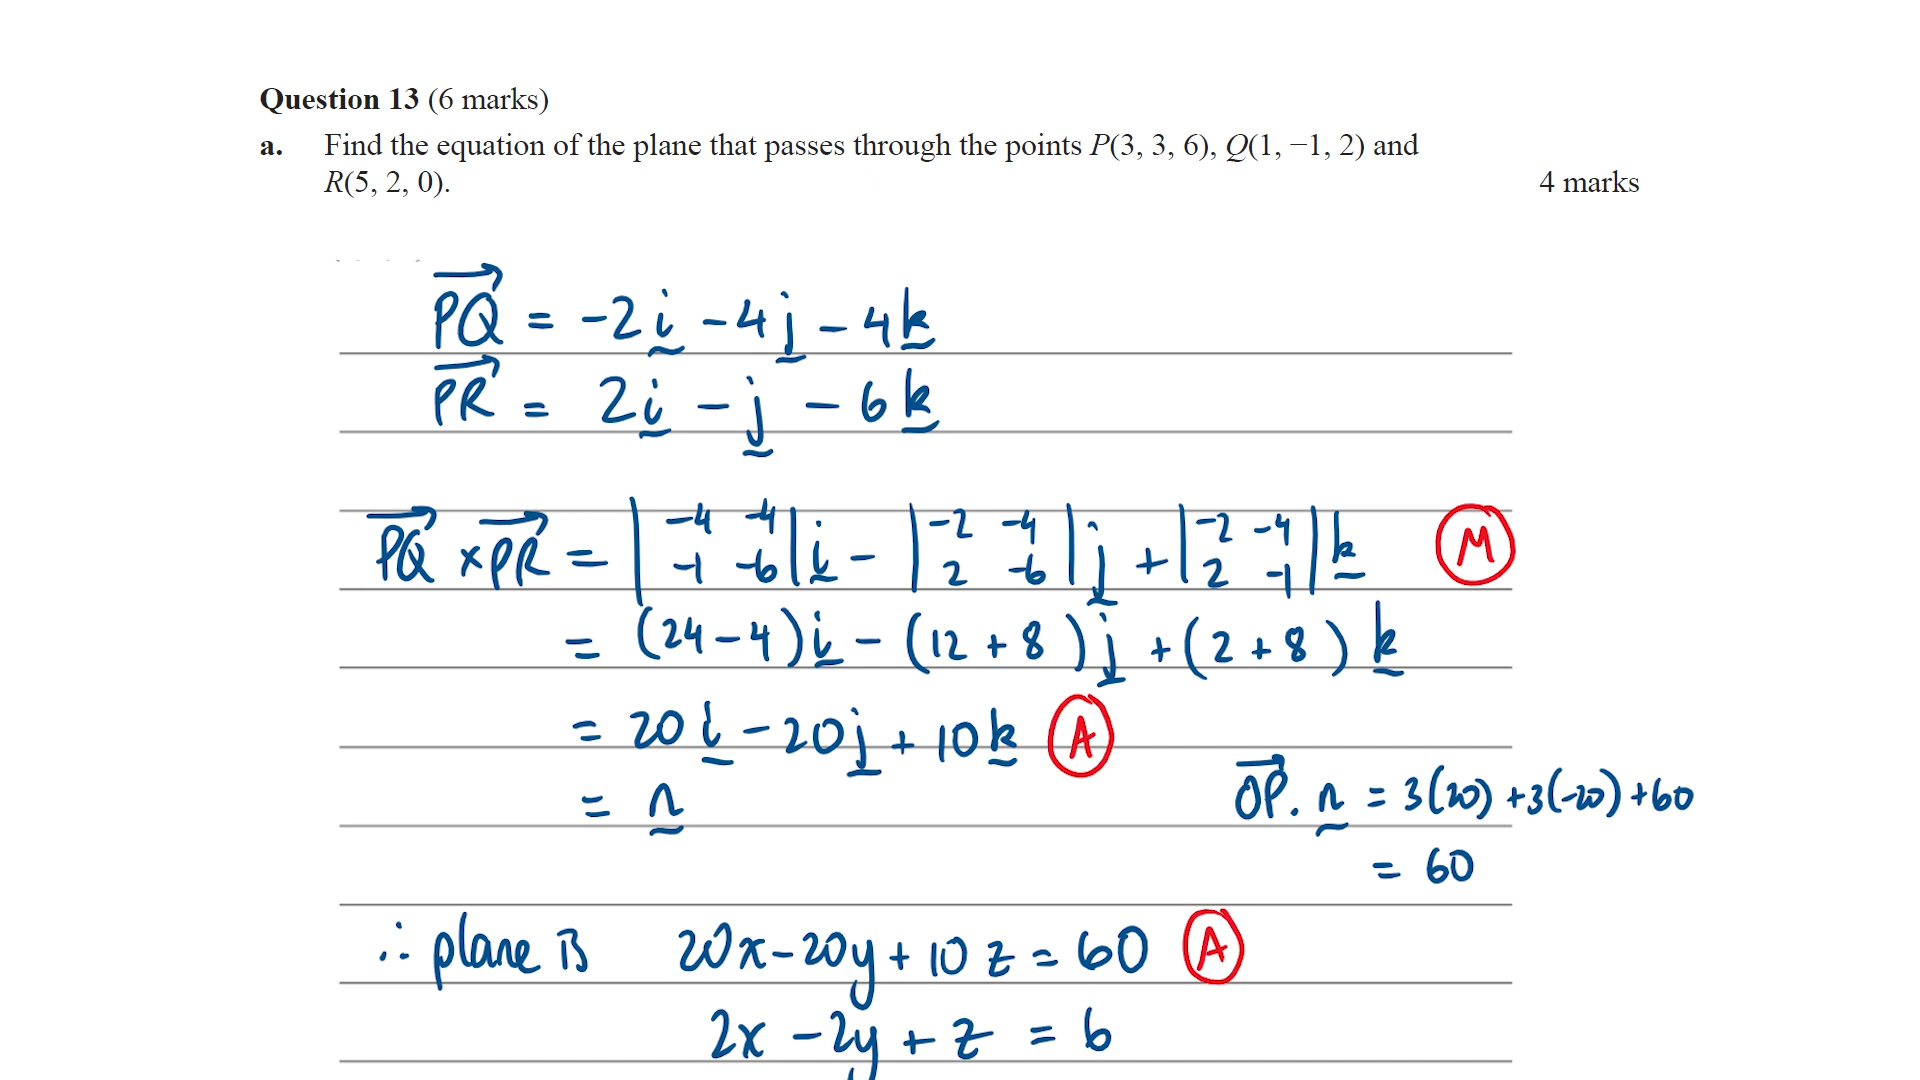 Question 13 (6 marks)
a. Find the equation of the plane that passes through the points P(3, 3, 6), Q(1, −1, 2) and
R(5, 2, 0).
4 marks
PQ = -2i - 4j - 4k
PR = 2i - j - 6k
PQ × PR = |-4 -4; -1 -6| i - |-2 -4; 2 -6| j + |-2 -4; 2 -1| k M
= (24-4)i - (12+8)j + (2+8)k
= 20i - 20j + 10k A
= n
OP. n = 3(20)+3(-20)+60
= 60
∴ plane is 20x-20y+10z = 60 A
2x - 2y + z = 6